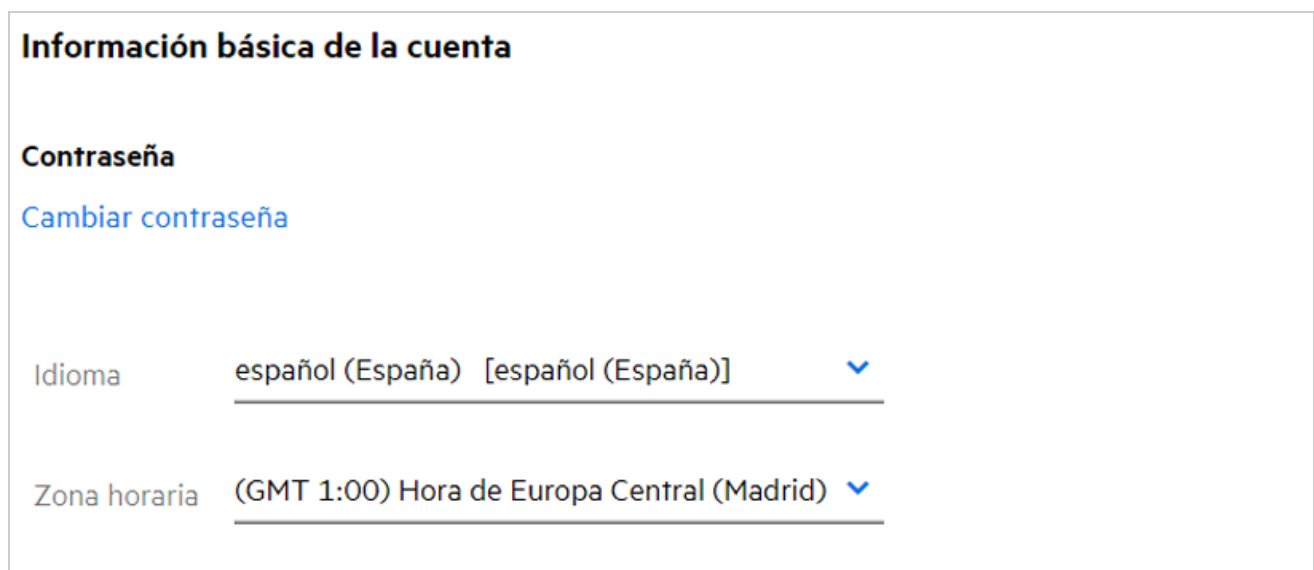 Información básica de la cuenta
Contraseña
Cambiar contraseña
Idioma español (España) [español (España)]
Zona horaria (GMT 1:00) Hora de Europa Central (Madrid)